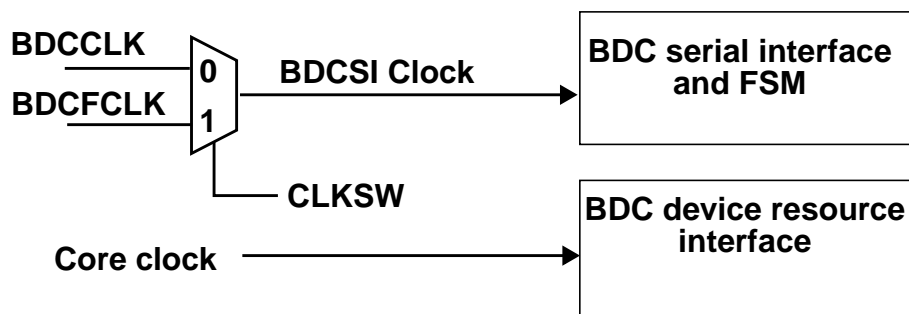 BDCCLK
0
BDCSI Clock
BDC serial interface
and FSM
BDCFCLK
1
CLKSW
BDC device resource
interface
Core clock